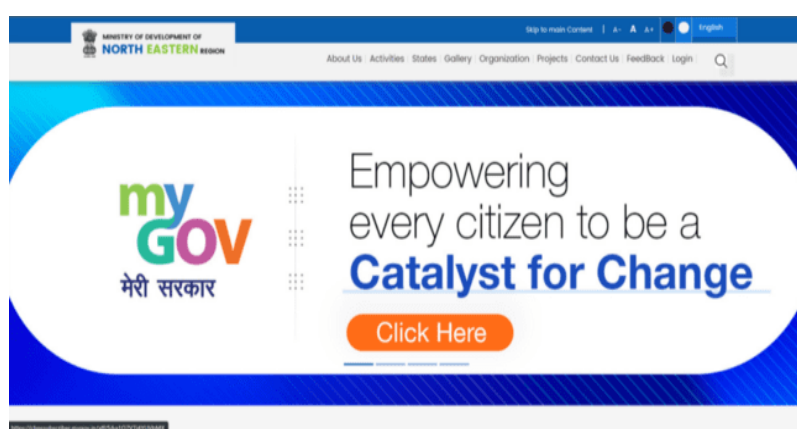 MINISTRY OF DEVELOPMENT OF
NORTH EASTERN REGION
Skip to main Content | A- A A+ English
About Us Activities States Gallery Organization Projects Contact Us FeedBack Login
my
GOV
मेरी सरकार
Empowering
every citizen to be a
Catalyst for Change
Click Here